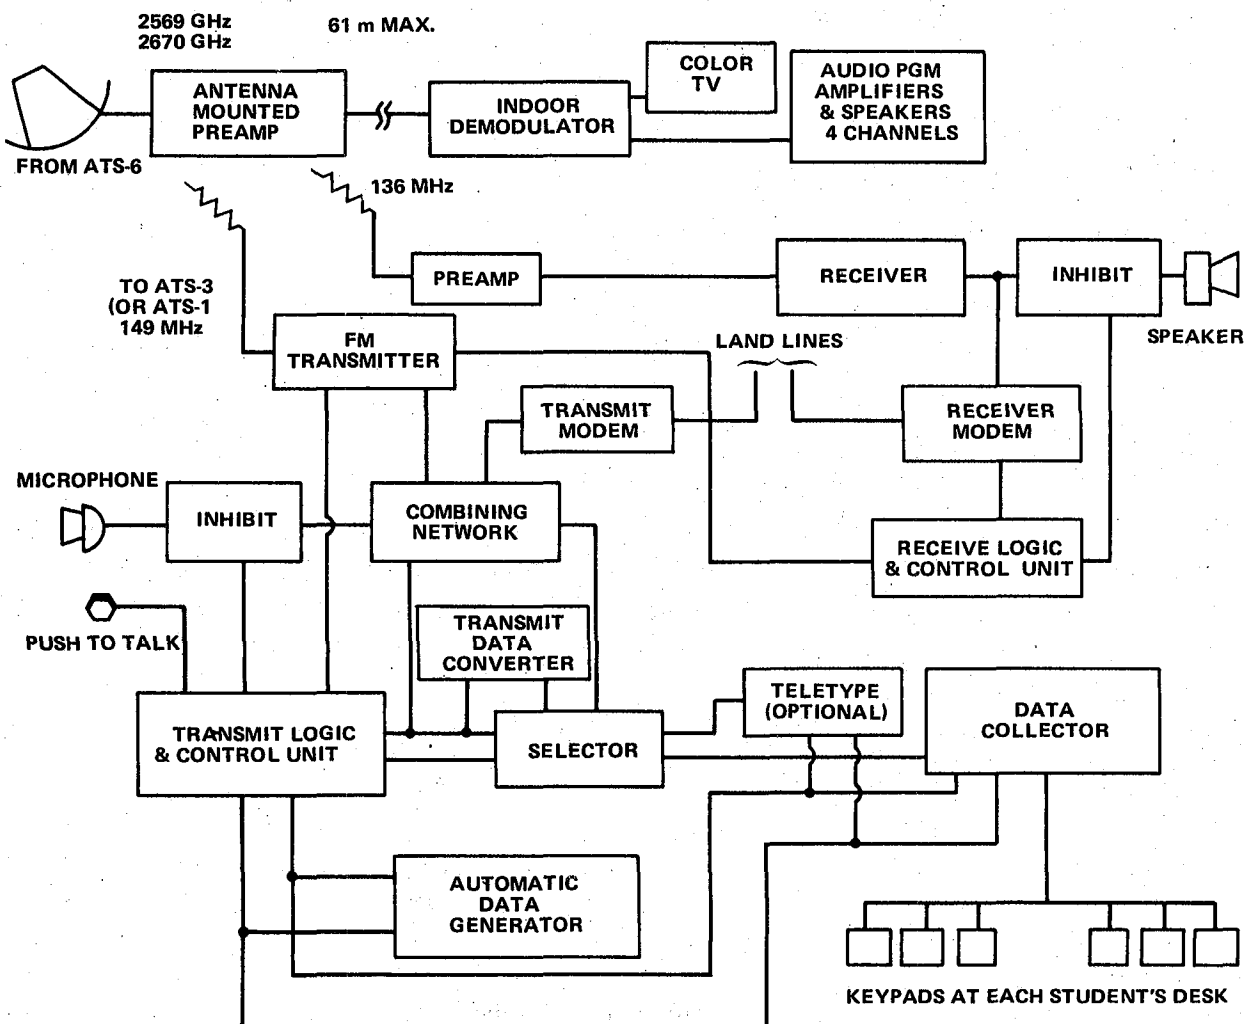 2569 GHz
2670 GHz
61 m MAX.
ANTENNA
MOUNTED
PREAMP
INDOOR
DEMODULATOR
COLOR
TV
AUDIO PGM
AMPLIFIERS
& SPEAKERS
4 CHANNELS
FROM ATS-6
136 MHz
PREAMP
RECEIVER
INHIBIT
SPEAKER
TO ATS-3
(OR ATS-1
149 MHz
FM
TRANSMITTER
LAND LINES
TRANSMIT
MODEM
RECEIVER
MODEM
MICROPHONE
INHIBIT
COMBINING
NETWORK
RECEIVE LOGIC
& CONTROL UNIT
PUSH TO TALK
TRANSMIT
DATA
CONVERTER
TRANSMIT LOGIC
& CONTROL UNIT
SELECTOR
TELETYPE
(OPTIONAL)
DATA
COLLECTOR
AUTOMATIC
DATA
GENERATOR
KEYPADS AT EACH STUDENT'S DESK